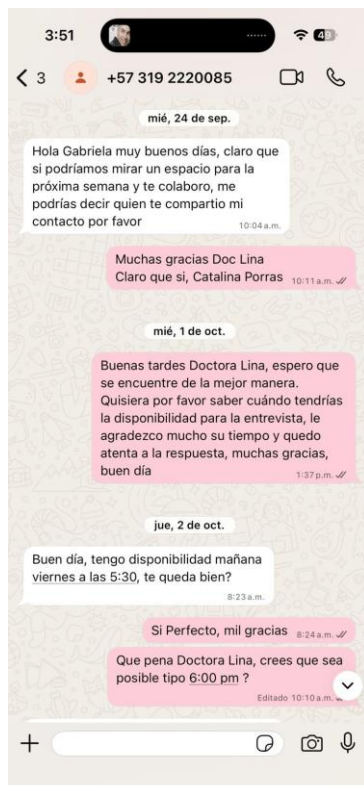 3:51
49
3
+57 319 2220085
mié, 24 de sep.
Hola Gabriela muy buenos días, claro que
si podríamos mirar un espacio para la
próxima semana y te colaboro, me
podrías decir quien te compartio mi
contacto por favor
10:04 a.m.
Muchas gracias Doc Lina
Claro que si, Catalina Porras
10:11 a.m.
mié, 1 de oct.
Buenas tardes Doctora Lina, espero que
se encuentre de la mejor manera.
Quisiera por favor saber cuándo tendrías
la disponibilidad para la entrevista, le
agradezco mucho su tiempo y quedo
atenta a la respuesta, muchas gracias,
buen día
1:37 p.m.
jue, 2 de oct.
Buen día, tengo disponibilidad mañana
viernes a las 5:30, te queda bien?
8:23 a.m.
Si Perfecto, mil gracias
8:24 a.m.
Que pena Doctora Lina, crees que sea
posible tipo 6:00 pm ?
Editado 10:10 a.m.